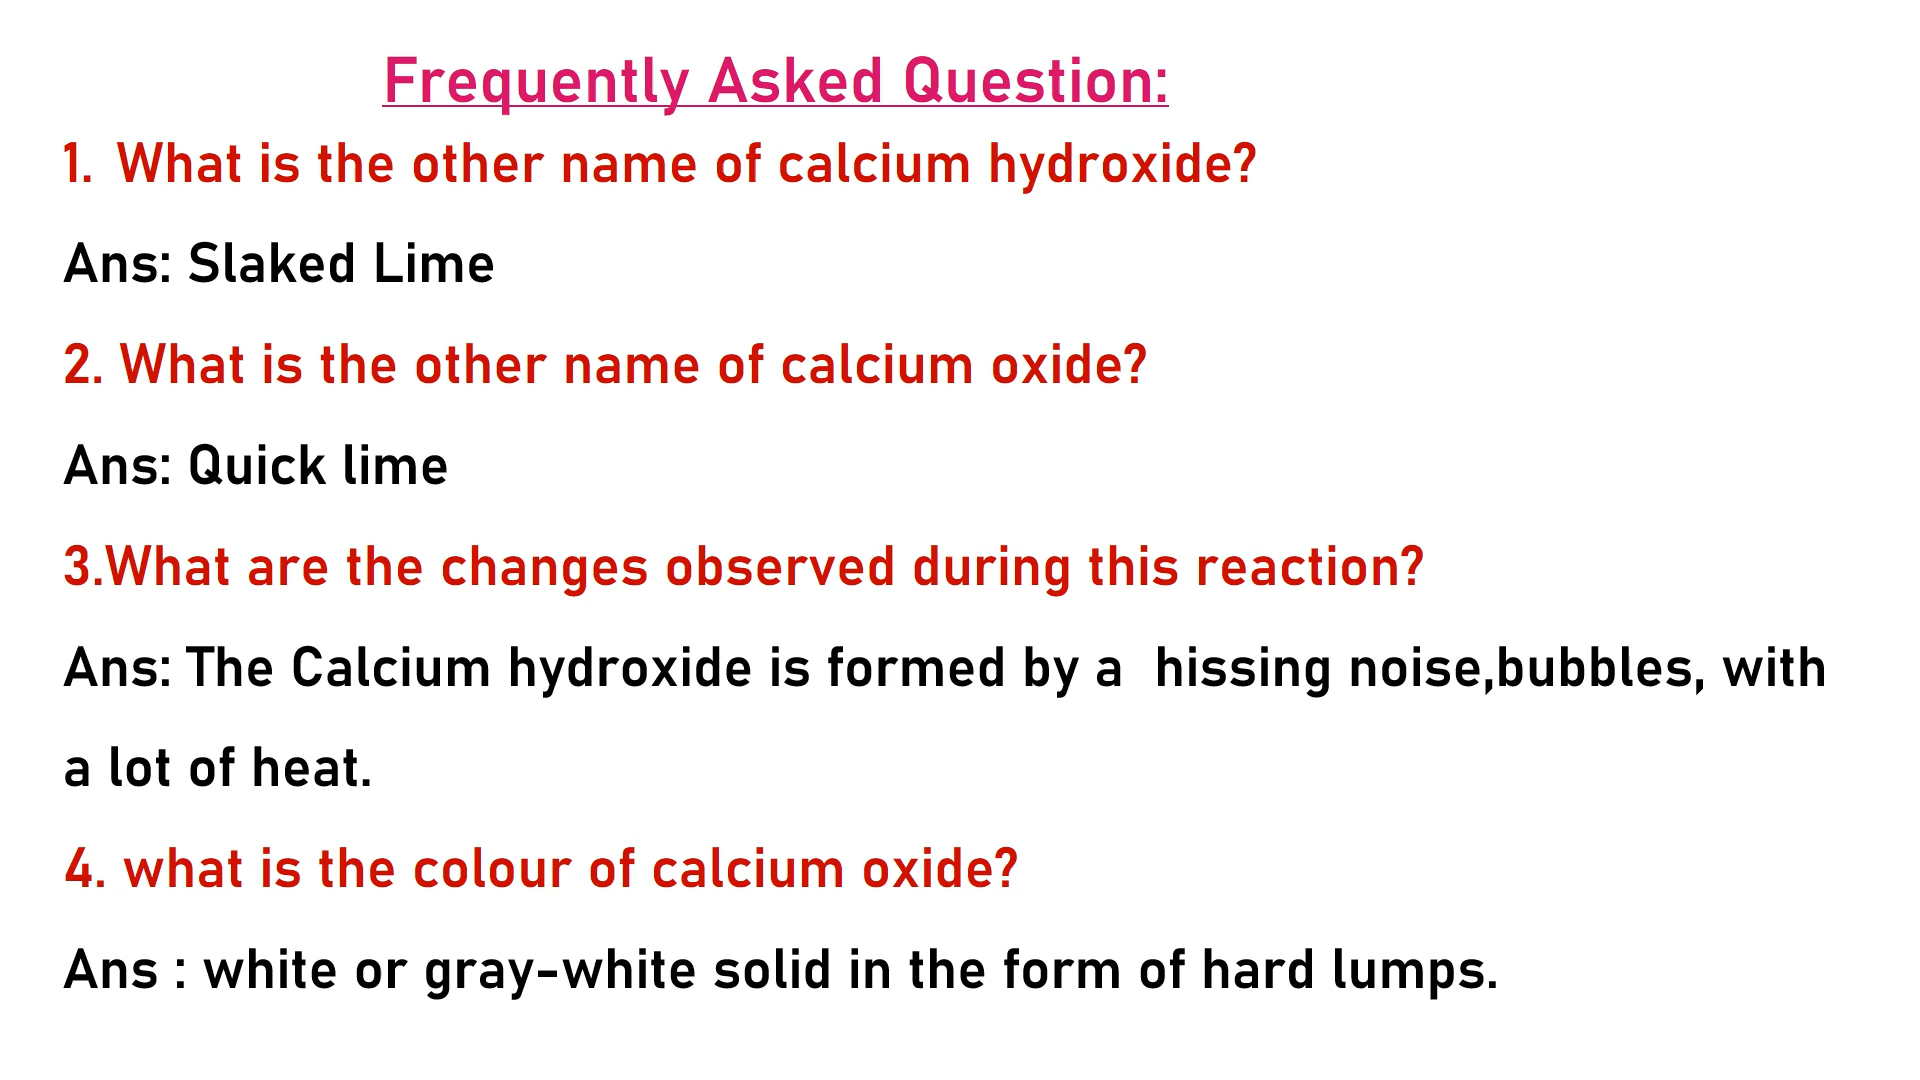 Frequently Asked Question:
1. What is the other name of calcium hydroxide?
Ans: Slaked Lime
2. What is the other name of calcium oxide?
Ans: Quick lime
3.What are the changes observed during this reaction?
Ans: The Calcium hydroxide is formed by a  hissing noise,bubbles, with
a lot of heat.
4. what is the colour of calcium oxide?
Ans : white or gray-white solid in the form of hard lumps.